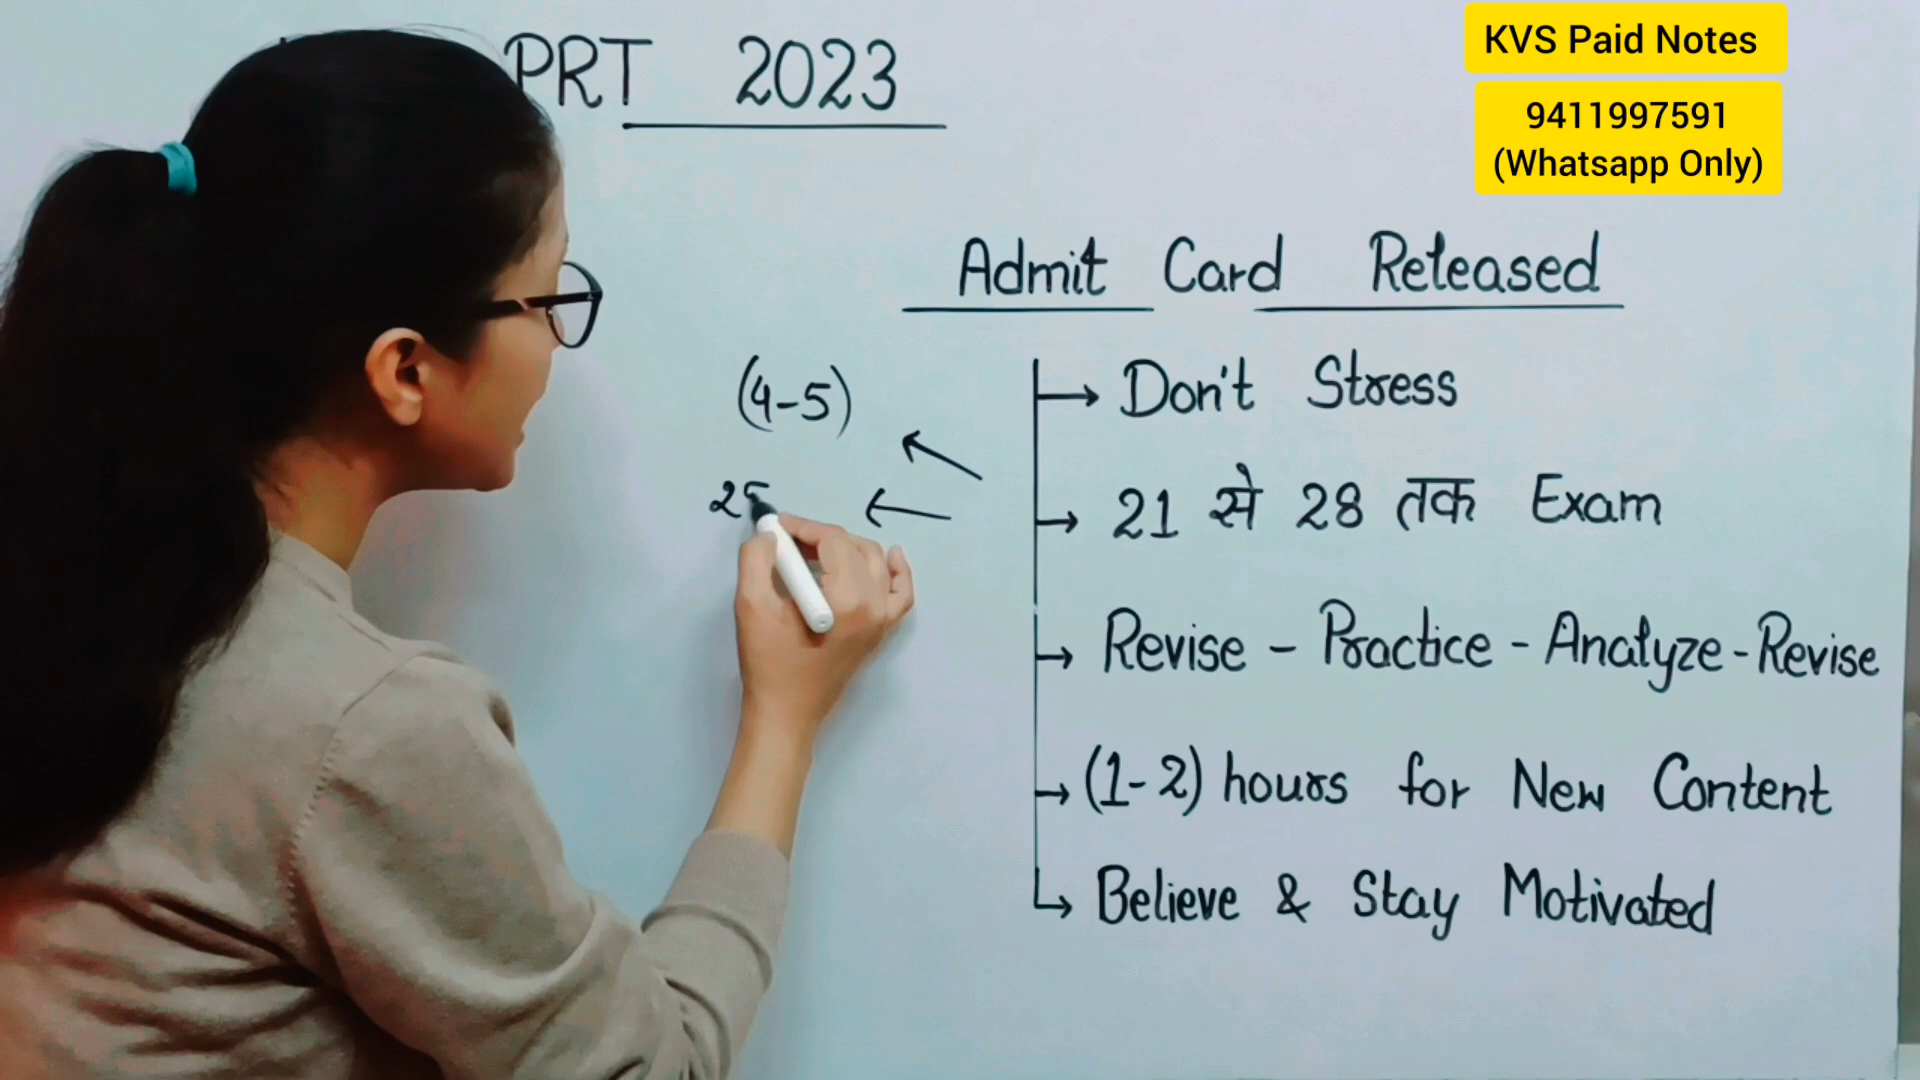 PRT 2023
KVS Paid Notes
9411997591
(Whatsapp Only)
Admit Card Released
(4-5)
→ Don't Stress
25
→ 21 से 28 तक Exam
→ Revise - Practice - Analyze - Revise
→ (1-2) hours for New Content
→ Believe & Stay Motivated